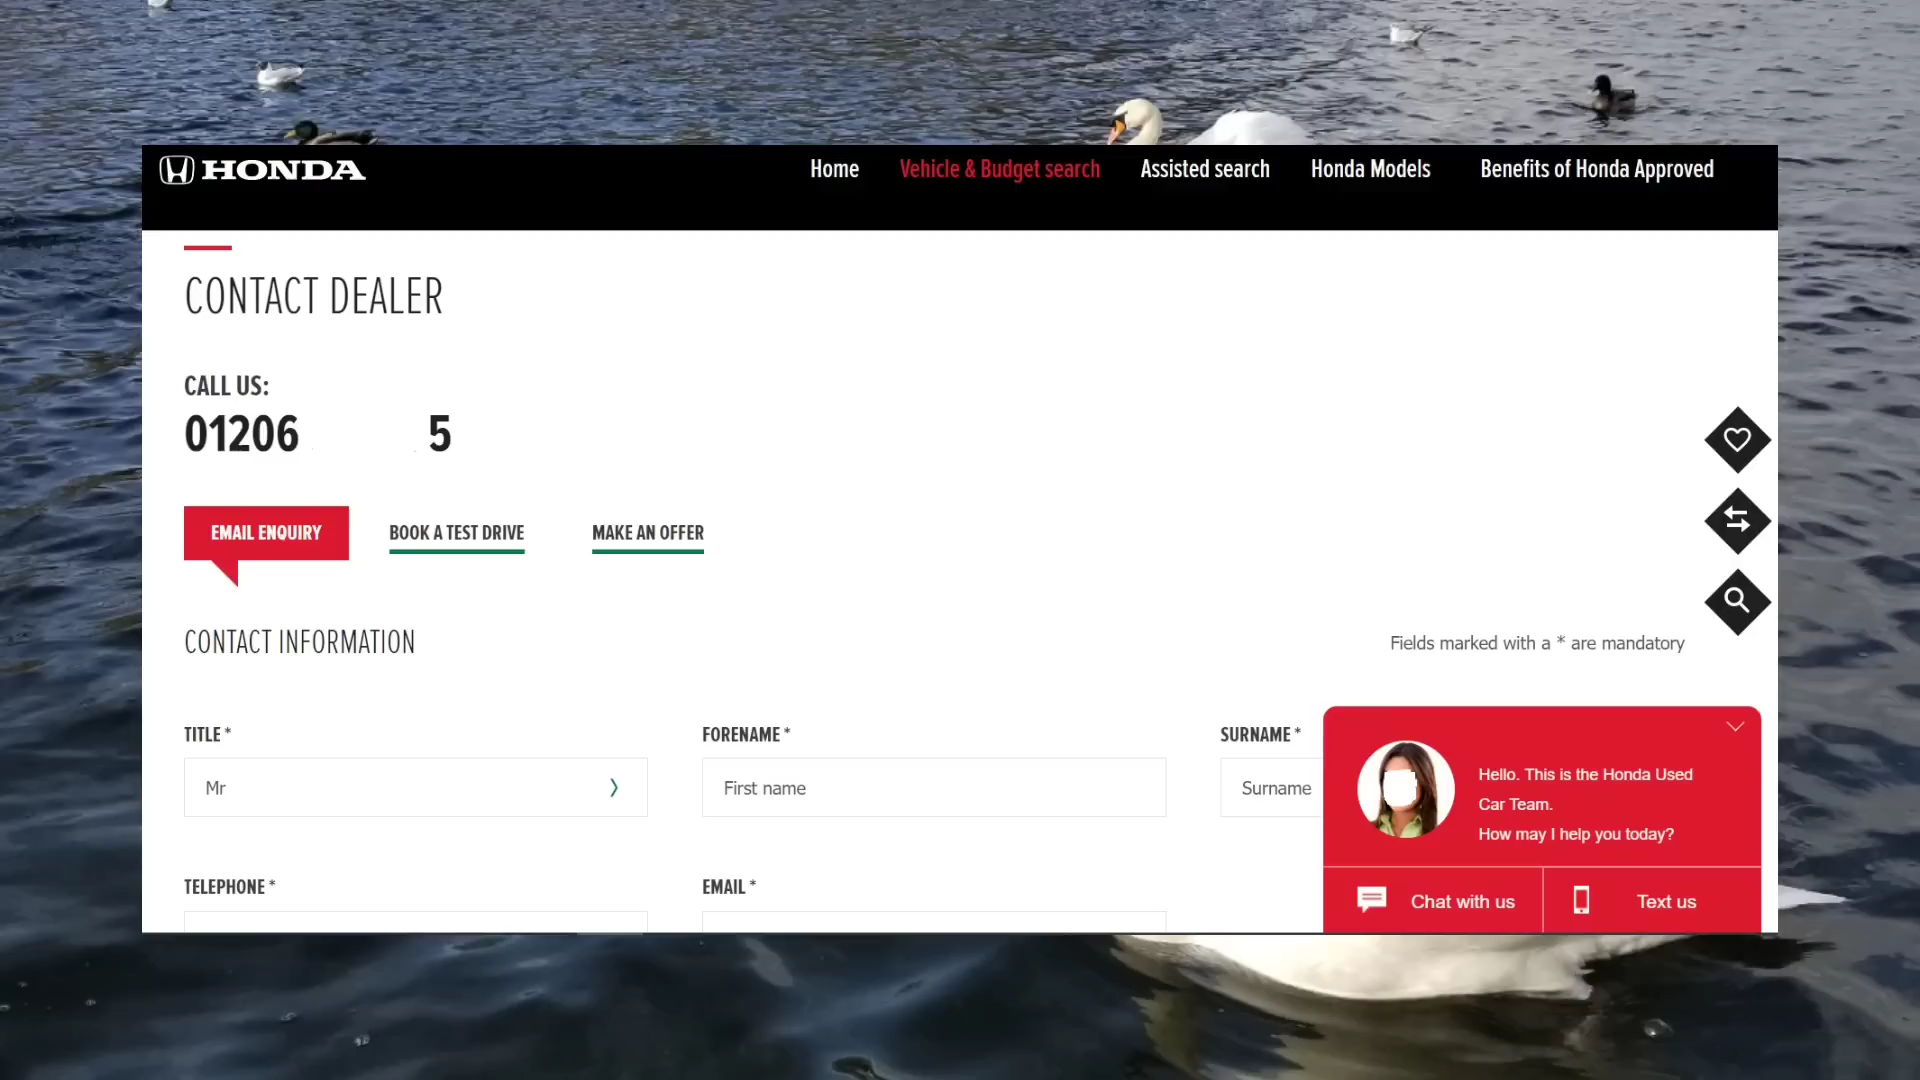 HONDA
Home Vehicle & Budget search Assisted search Honda Models Benefits of Honda Approved
CONTACT DEALER
CALL US:
01206 5
EMAIL ENQUIRY BOOK A TEST DRIVE MAKE AN OFFER
CONTACT INFORMATION
Fields marked with a * are mandatory
TITLE * FORENAME * SURNAME *
Mr First name Surname
TELEPHONE * EMAIL *
Hello. This is the Honda Used
Car Team.
How may I help you today?
Chat with us Text us